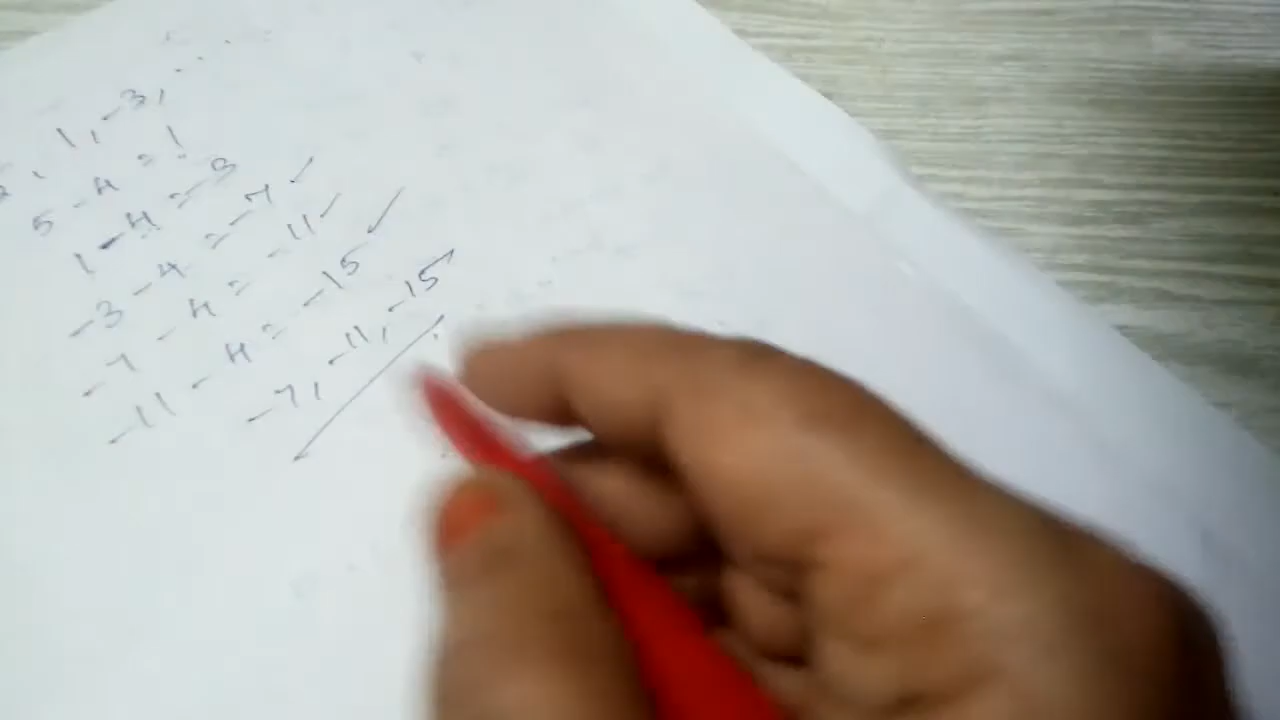 , 1, -3, ...
5 - 4 = 1
1 - 4 = -3
-3 - 4 = -7 ✓
-7 - 4 = -11 ✓
-11 - 4 = -15 ✓
-7, -11, -15